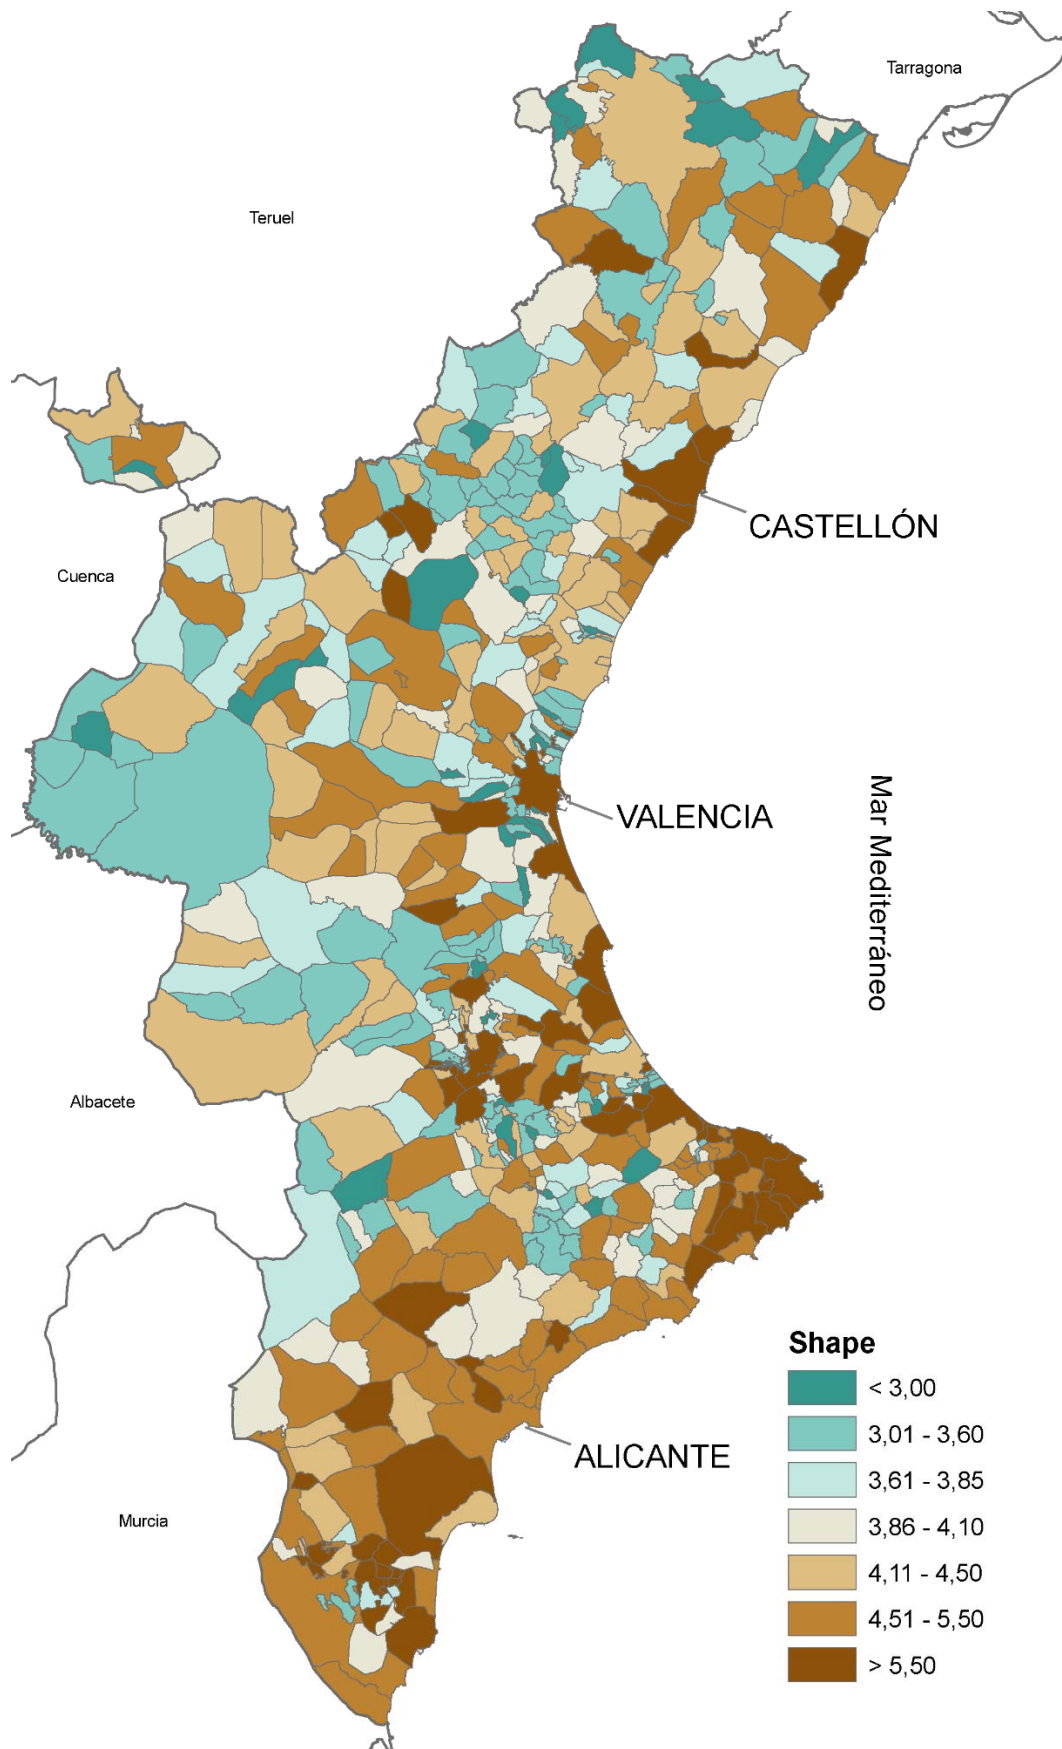 Tarragona
Teruel
CASTELLÓN
Cuenca
Mar Mediterráneo
VALENCIA
Albacete
Shape
< 3,00
3,01 - 3,60
3,61 - 3,85
3,86 - 4,10
4,11 - 4,50
4,51 - 5,50
> 5,50
ALICANTE
Murcia